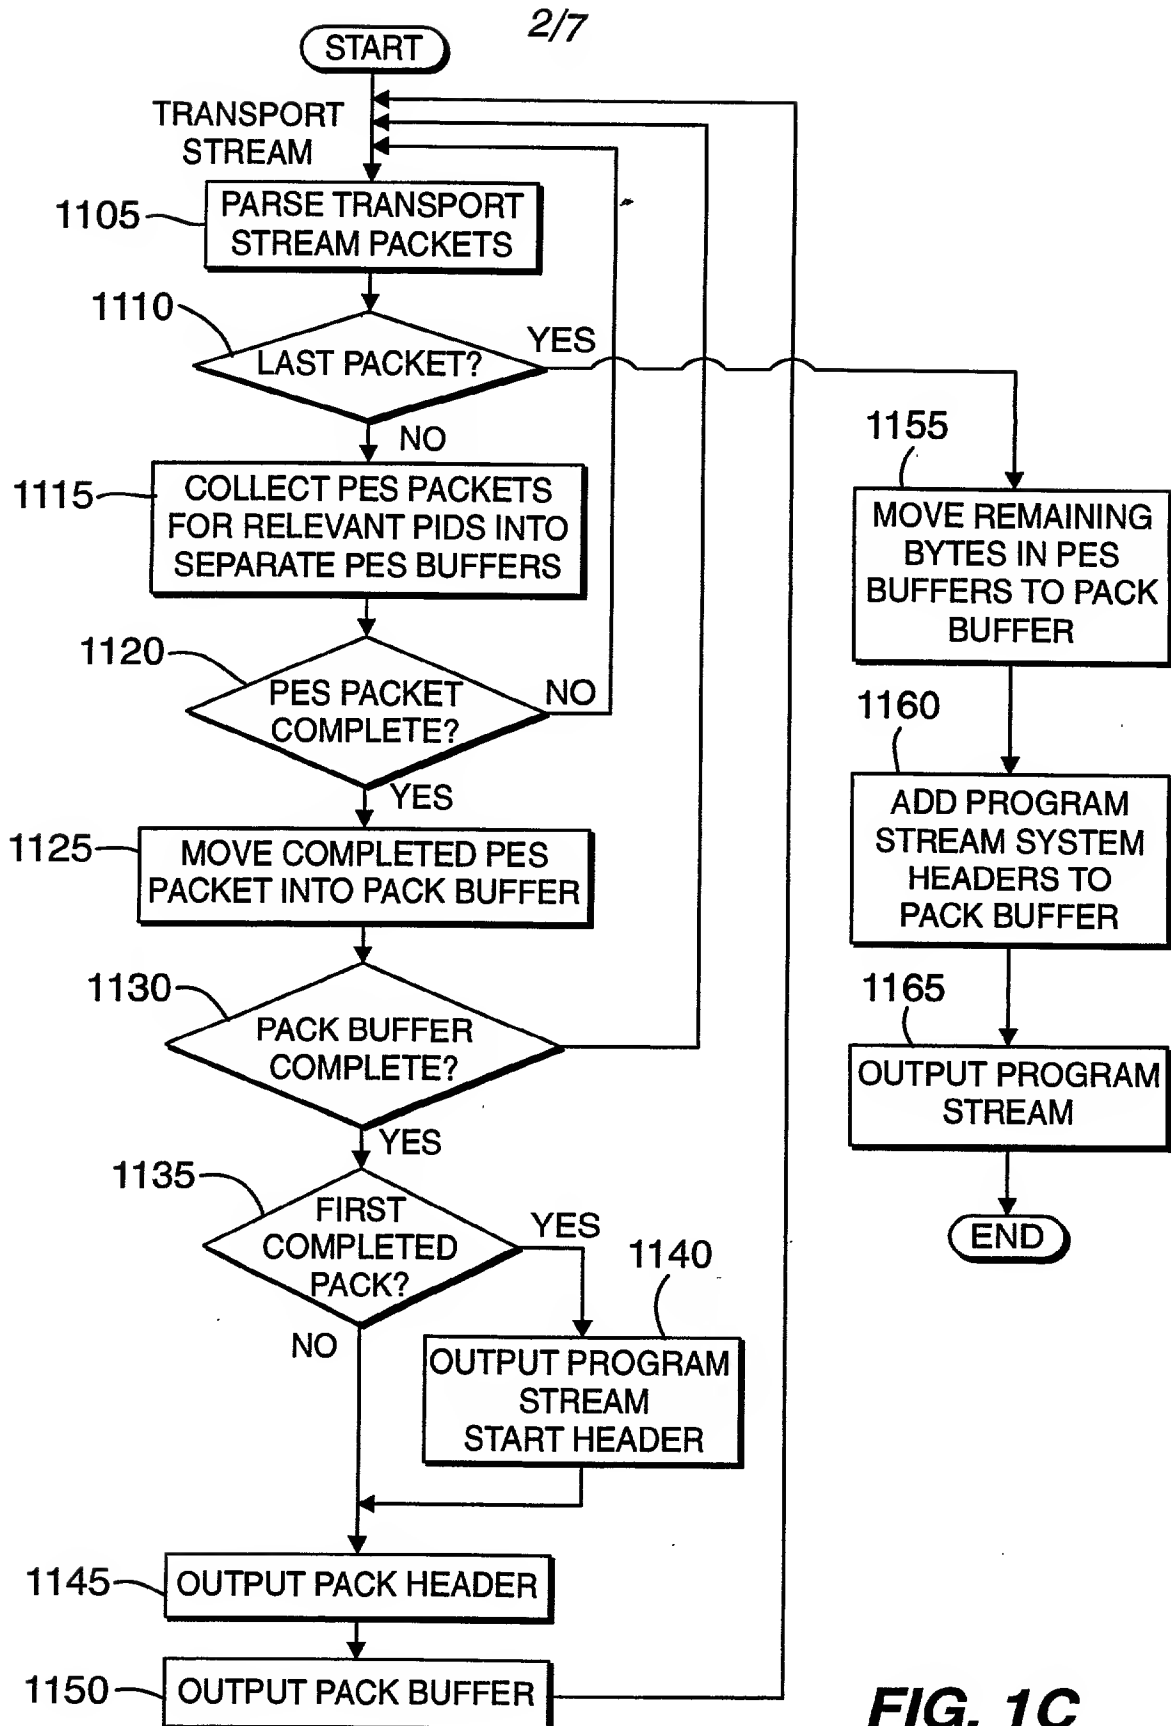 2/7
START
TRANSPORT
STREAM
1105
PARSE TRANSPORT
STREAM PACKETS
1110
LAST PACKET?
YES
NO
1115
COLLECT PES PACKETS
FOR RELEVANT PIDS INTO
SEPARATE PES BUFFERS
1120
PES PACKET
COMPLETE?
NO
YES
1125
MOVE COMPLETED PES
PACKET INTO PACK BUFFER
1130
PACK BUFFER
COMPLETE?
YES
1135
FIRST
COMPLETED
PACK?
YES
NO
1140
OUTPUT PROGRAM
STREAM
START HEADER
1145
OUTPUT PACK HEADER
1150
OUTPUT PACK BUFFER
1155
MOVE REMAINING
BYTES IN PES
BUFFERS TO PACK
BUFFER
1160
ADD PROGRAM
STREAM SYSTEM
HEADERS TO
PACK BUFFER
1165
OUTPUT PROGRAM
STREAM
END
FIG. 1C